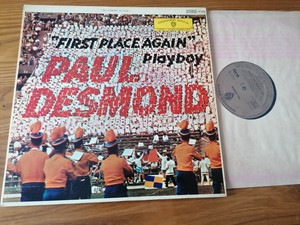 "FIRST PLACE AGAIN"
Playboy
PAUL
DESMOND